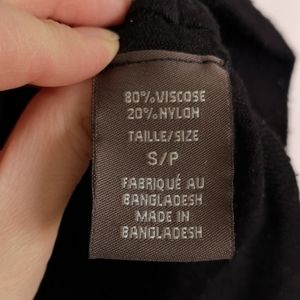 80%VISCOSE
20%NYLON
TAILLE/SIZE
S/P
FABRIQUÉ AU
BANGLADESH
MADE IN
BANGLADESH